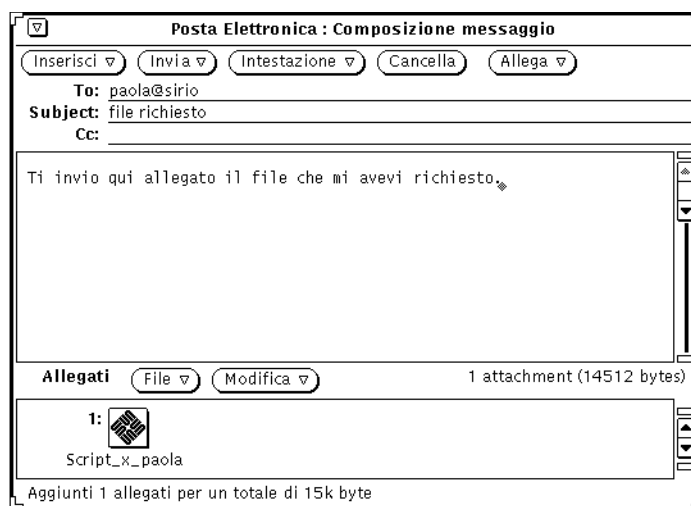 Posta Elettronica : Composizione messaggio
Inserisci Invia Intestazione Cancella Allega
To: paola@sirio
Subject: file richiesto
Cc:
Ti invio qui allegato il file che mi avevi richiesto.
Allegati File Modifica 1 attachment (14512 bytes)
1:
Script_x_paola
Aggiunti 1 allegati per un totale di 15k byte